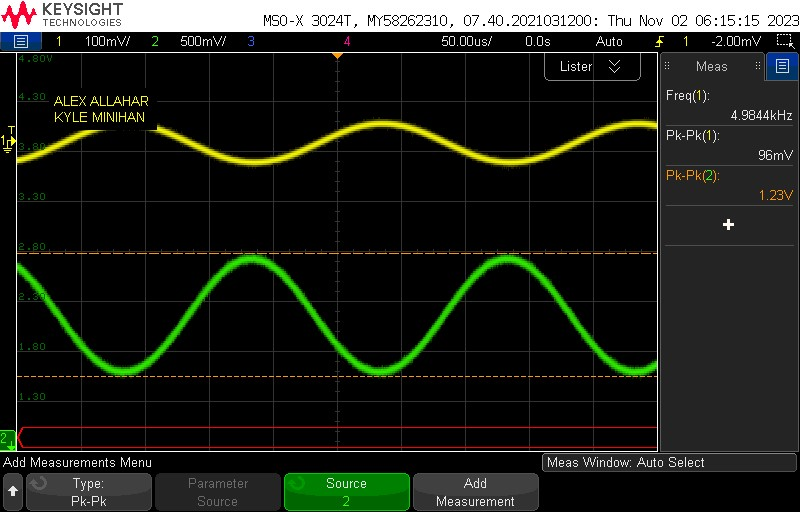 KEYSIGHT
TECHNOLOGIES
MSO-X 3024T, MY58262310, 07.40.2021031200: Thu Nov 02 06:15:15 2023
1 100mV/ 2 500mV/ 3 4 50.00us/ 0.0s Auto 1 -2.00mV
4.80V
Lister
Meas
4.30
ALEX ALLAHAR
KYLE MINIHAN
Freq(1):
4.9844kHz
T
1
3.80
Pk-Pk(1):
96mV
Pk-Pk(2):
1.23V
3.30
+
2.80
2.30
1.80
1.30
2
Add Measurements Menu
Meas Window: Auto Select
Type:
Pk-Pk
Parameter
Source
Source
2
Add
Measurement